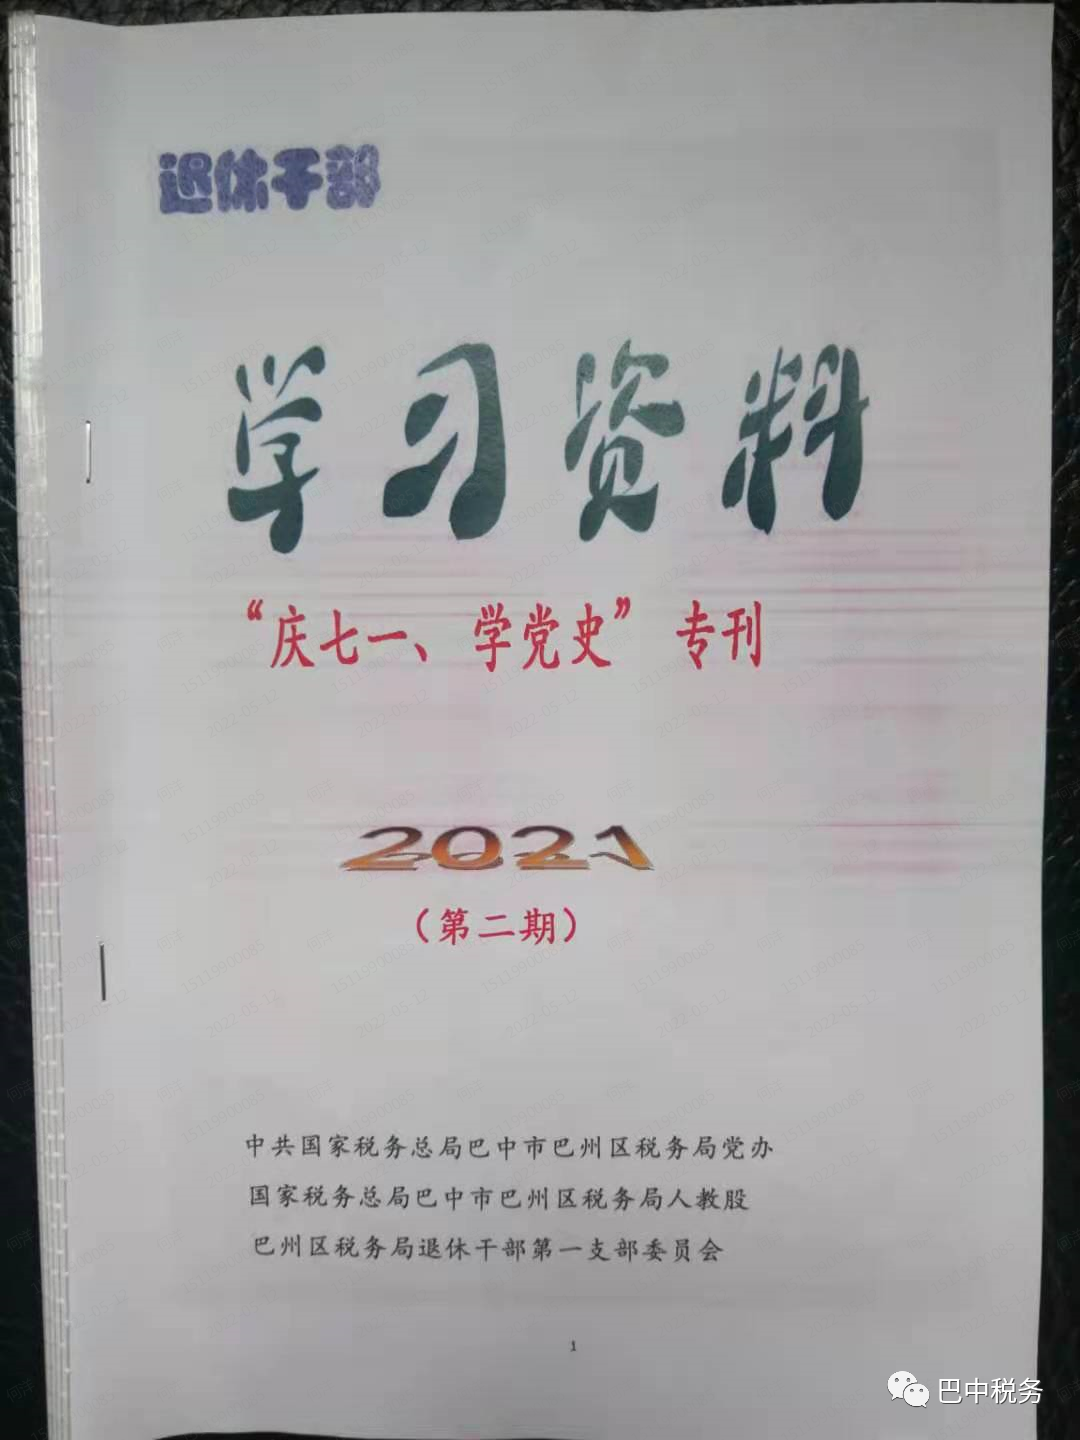 退休干部
学习资料
“庆七一、学党史”专刊
2021
（第二期）
中共国家税务总局巴中市巴州区税务局党办
国家税务总局巴中市巴州区税务局人教股
巴州区税务局退休干部第一支部委员会
1
巴中税务